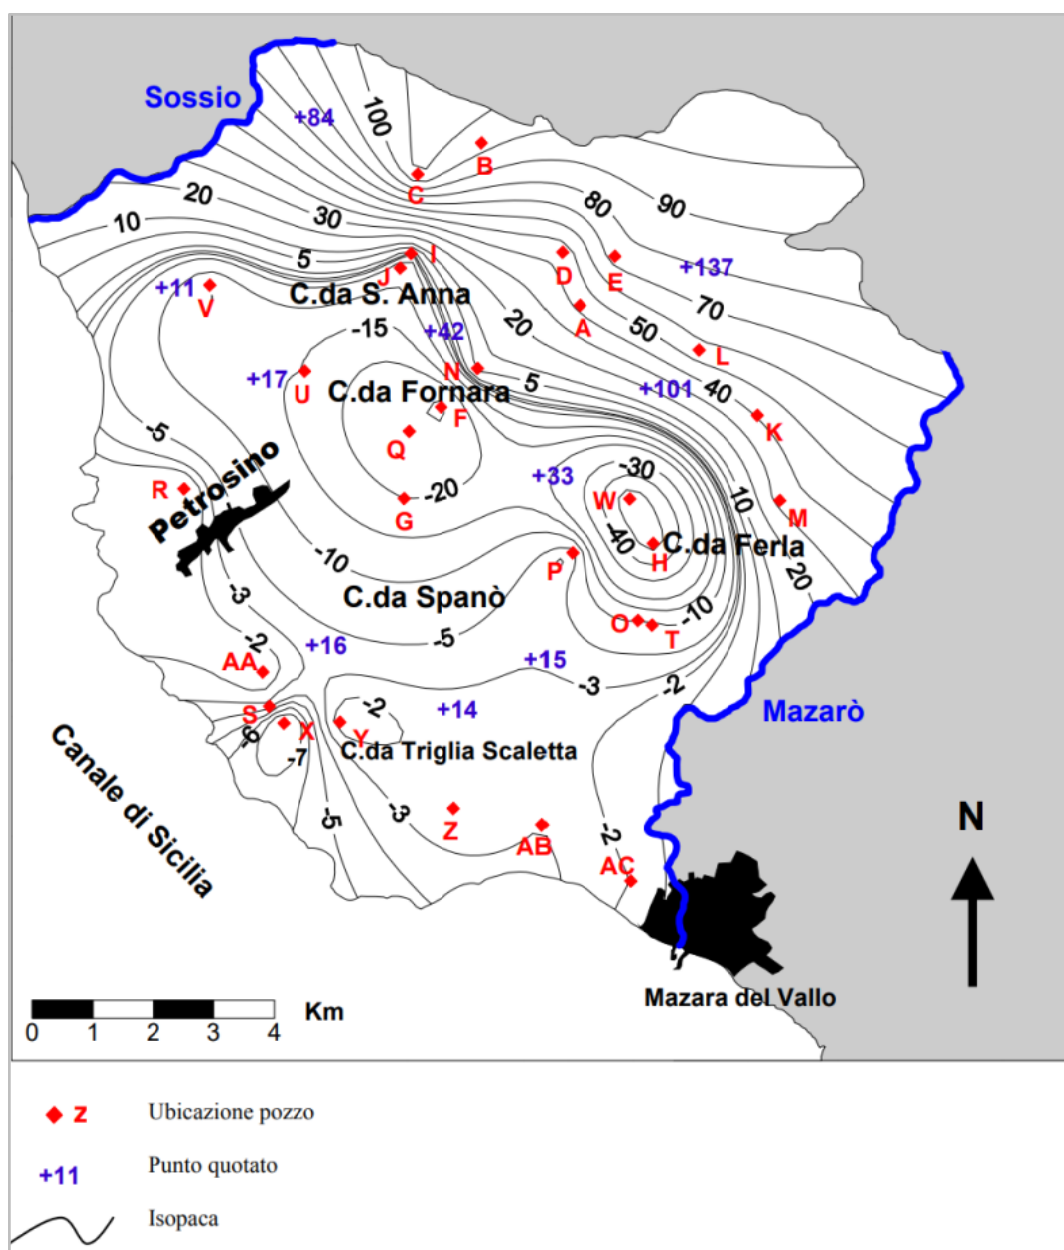 Sossio
+84
100
B
C
90
80
20
30
10
5
I
J
D
E
+137
+11
V
C.da S. Anna
70
-15
+42
20
A
50
L
+17
U
N
C.da Fornara
5
+101
40
F
K
-5
Q
+33
-30
R
Petrosino
-20
G
W
10
M
-40
C.da Ferla
H
-10
P
20
-3
C.da Spanò
-10
O
T
-5
-2
AA
+16
+15
-3
-2
S
-2
+14
Mazarò
-6
X
Y
C.da Triglia Scaletta
-7
Canale di Sicilia
-5
-3
Z
AB
-2
N
AC
Mazara del Vallo
Km
0 1 2 3 4
z Ubicazione pozzo
+11 Punto quotato
Isopaca